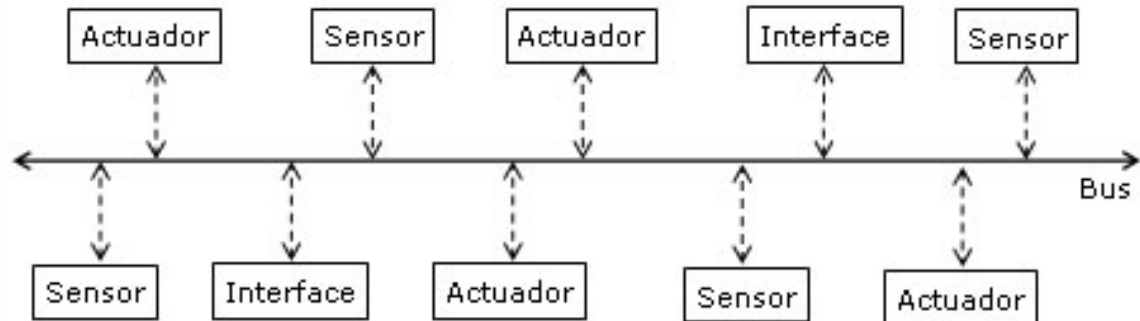 Actuador
Sensor
Actuador
Interface
Sensor
Bus
Sensor
Interface
Actuador
Sensor
Actuador